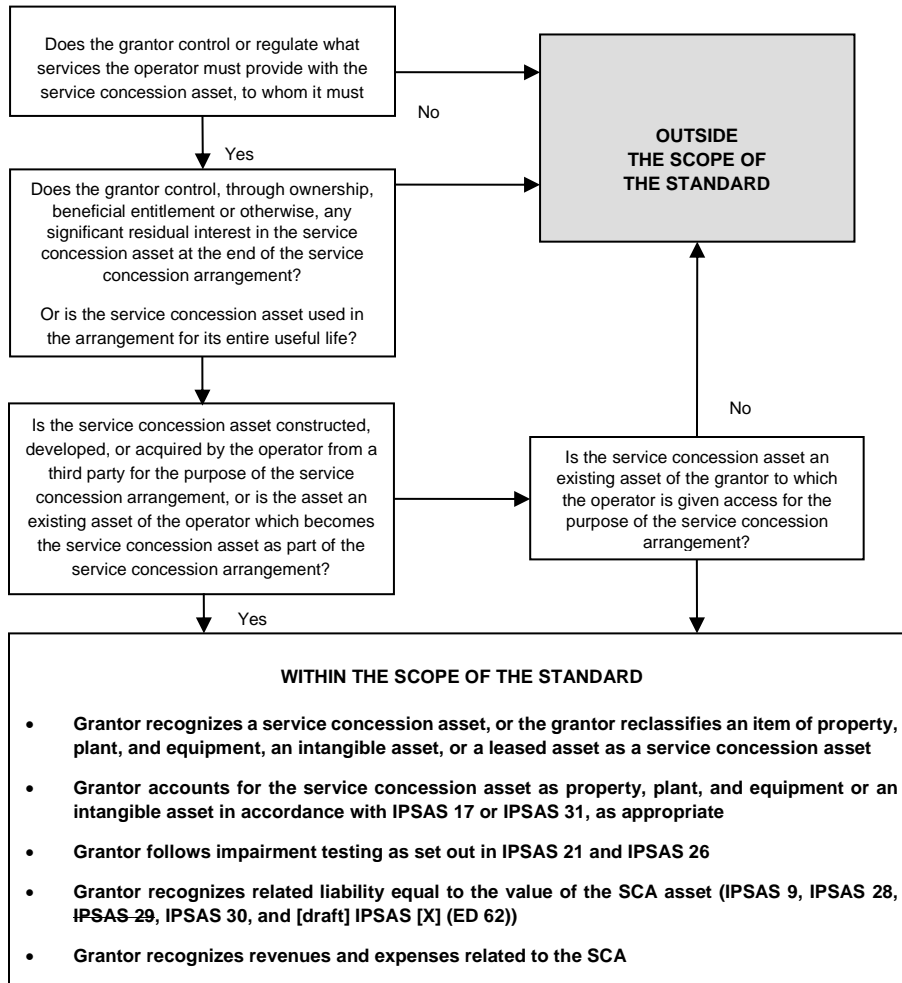 Does the grantor control or regulate what
services the operator must provide with the
service concession asset, to whom it must
No
OUTSIDE
THE SCOPE OF
THE STANDARD
Yes
Does the grantor control, through ownership,
beneficial entitlement or otherwise, any
significant residual interest in the service
concession asset at the end of the service
concession arrangement?
Or is the service concession asset used in
the arrangement for its entire useful life?
No
Is the service concession asset constructed,
developed, or acquired by the operator from a
third party for the purpose of the service
concession arrangement, or is the asset an
existing asset of the operator which becomes
the service concession asset as part of the
service concession arrangement?
Is the service concession asset an
existing asset of the grantor to which
the operator is given access for the
purpose of the service concession
arrangement?
Yes
WITHIN THE SCOPE OF THE STANDARD
• Grantor recognizes a service concession asset, or the grantor reclassifies an item of property,
plant, and equipment, an intangible asset, or a leased asset as a service concession asset
• Grantor accounts for the service concession asset as property, plant, and equipment or an
intangible asset in accordance with IPSAS 17 or IPSAS 31, as appropriate
• Grantor follows impairment testing as set out in IPSAS 21 and IPSAS 26
• Grantor recognizes related liability equal to the value of the SCA asset (IPSAS 9, IPSAS 28,
IPSAS 29, IPSAS 30, and [draft] IPSAS [X] (ED 62))
• Grantor recognizes revenues and expenses related to the SCA